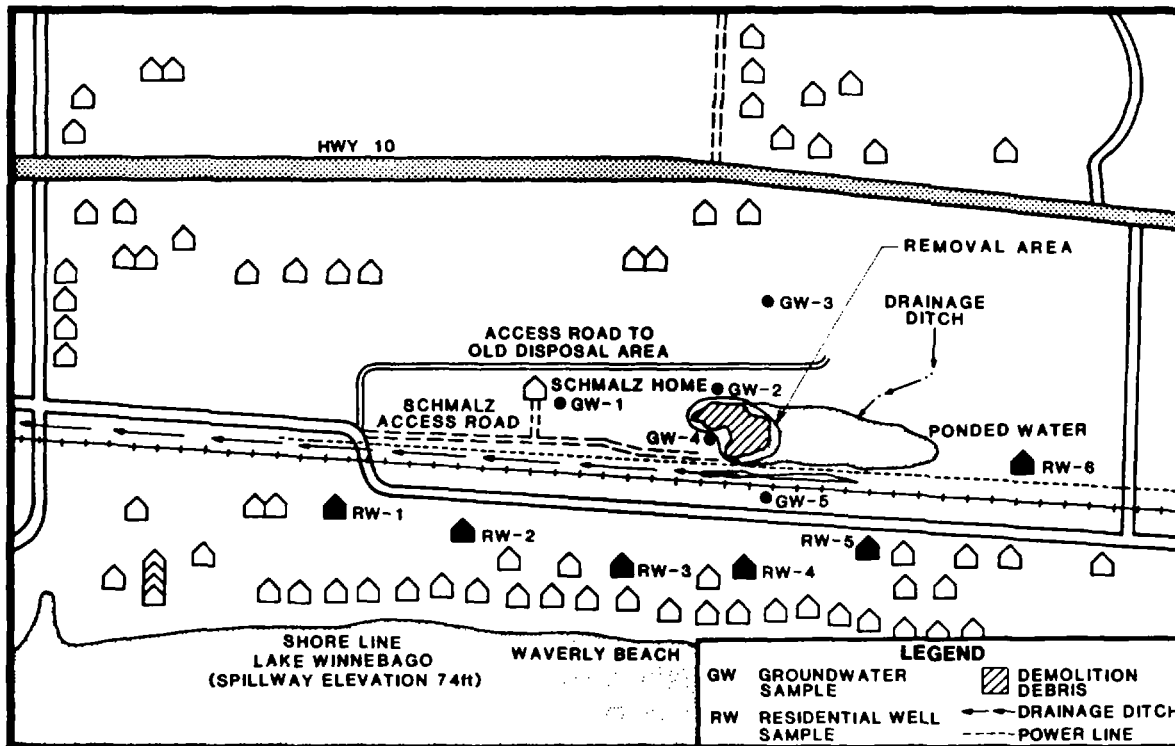 HWY 10
REMOVAL AREA
DRAINAGE
DITCH
GW-3
ACCESS ROAD TO
OLD DISPOSAL AREA
SCHMALZ HOME
GW-2
GW-1
SCHMALZ
ACCESS ROAD
GW-4
PONDED WATER
RW-6
GW-5
RW-1
RW-2
RW-5
RW-3
RW-4
SHORE LINE
LAKE WINNEBAGO
(SPILLWAY ELEVATION 74ft)
WAVERLY BEACH
LEGEND
GW GROUNDWATER
SAMPLE
DEMOLITION
DEBRIS
RW RESIDENTIAL WELL
SAMPLE
DRAINAGE DITCH
POWER LINE